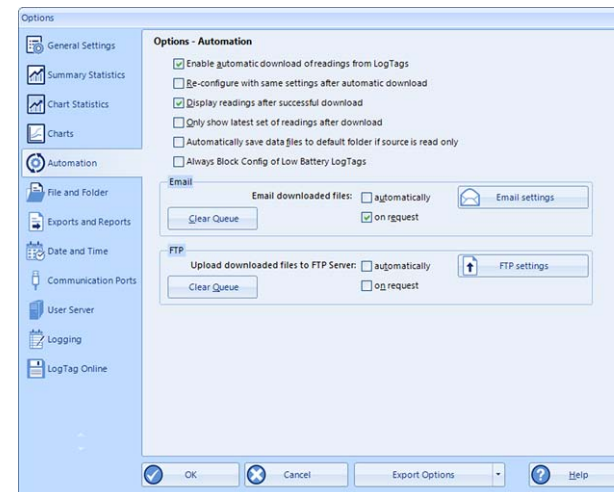 Options
General Settings
Summary Statistics
Chart Statistics
Charts
Automation
File and Folder
Exports and Reports
Date and Time
Communication Ports
User Server
Logging
LogTag Online
Options - Automation
Enable automatic download of readings from LogTags
Re-configure with same settings after automatic download
Display readings after successful download
Only show latest set of readings after download
Automatically save data files to default folder if source is read only
Always Block Config of Low Battery LogTags
Email
Email downloaded files:
automatically
Email settings
Clear Queue
on request
FTP
Upload downloaded files to FTP Server:
automatically
FTP settings
Clear Queue
on request
OK
Cancel
Export Options
Help